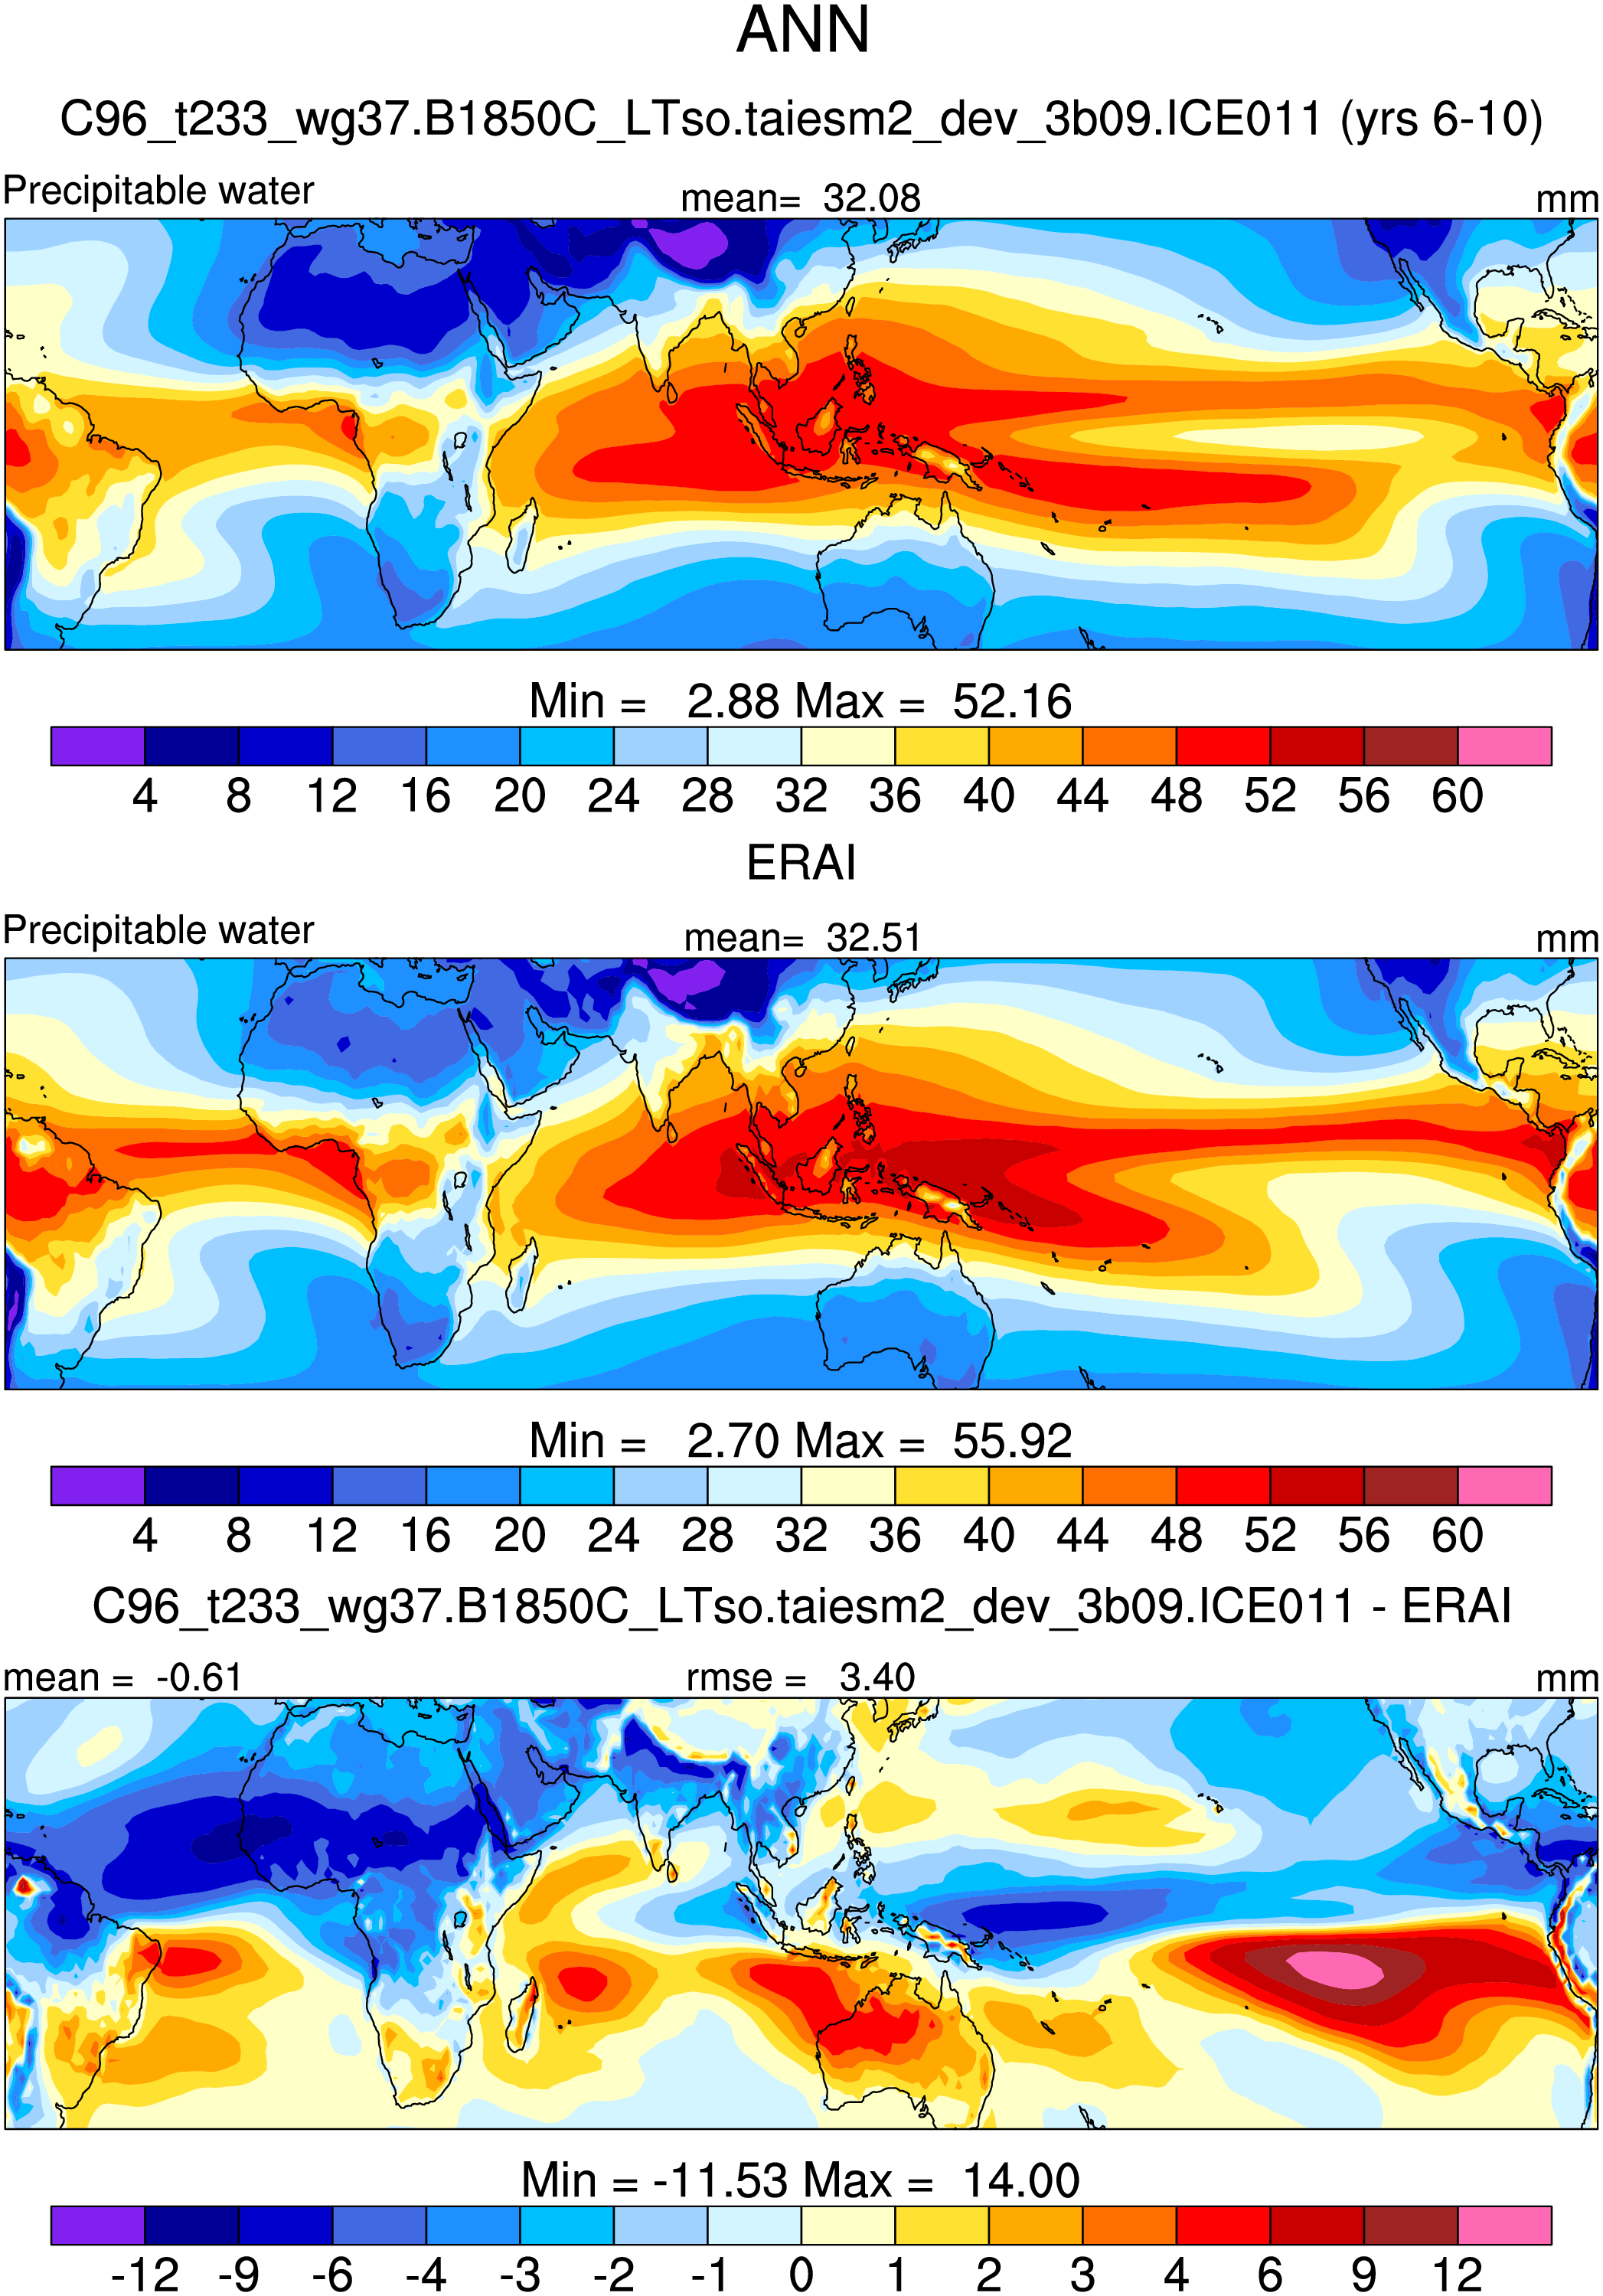 ANN
C96_t233_wg37.B1850C_LTso.taiesm2_dev_3b09.ICE011 (yrs 6-10)
Precipitable water mean= 32.08 mm
Min = 2.88 Max = 52.16
4 8 12 16 20 24 28 32 36 40 44 48 52 56 60
ERAI
Precipitable water mean= 32.51 mm
Min = 2.70 Max = 55.92
4 8 12 16 20 24 28 32 36 40 44 48 52 56 60
C96_t233_wg37.B1850C_LTso.taiesm2_dev_3b09.ICE011 - ERAI
mean = -0.61 rmse = 3.40 mm
Min = -11.53 Max = 14.00
-12 -9 -6 -4 -3 -2 -1 0 1 2 3 4 6 9 12